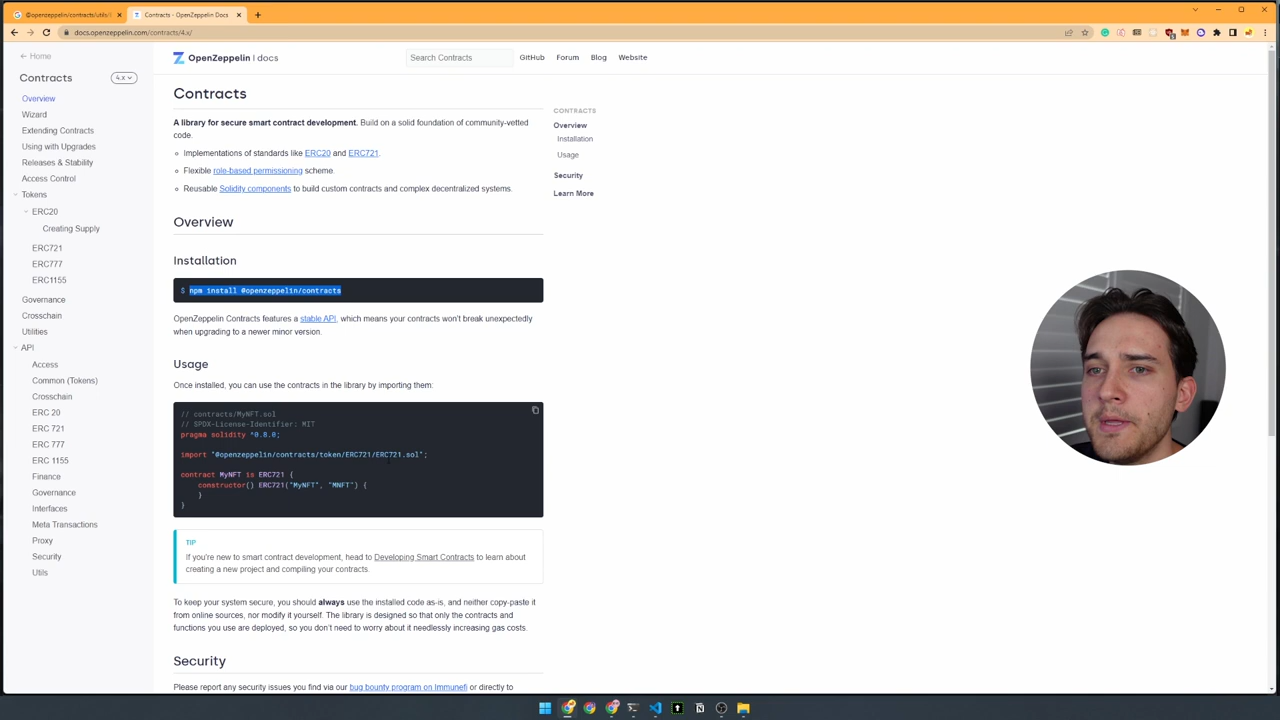 @openzeppelin/contracts/utils/
Contracts - OpenZeppelin Docs
docs.openzeppelin.com/contracts/4.x/
← Home
Contracts
4.x
Overview
Wizard
Extending Contracts
Using with Upgrades
Releases & Stability
Access Control
Tokens
ERC20
Creating Supply
ERC721
ERC777
ERC1155
Governance
Crosschain
Utilities
API
Access
Common (Tokens)
Crosschain
ERC 20
ERC 721
ERC 777
ERC 1155
Finance
Governance
Interfaces
Meta Transactions
Proxy
Security
Utils
OpenZeppelin | docs
Search Contracts
GitHub
Forum
Blog
Website
Contracts
A library for secure smart contract development. Build on a solid foundation of community-vetted
code.
Implementations of standards like ERC20 and ERC721.
Flexible role-based permissioning scheme.
Reusable Solidity components to build custom contracts and complex decentralized systems.
Overview
Installation
$ npm install @openzeppelin/contracts
OpenZeppelin Contracts features a stable API, which means your contracts won't break unexpectedly
when upgrading to a newer minor version.
Usage
Once installed, you can use the contracts in the library by importing them:
// contracts/MyNFT.sol
// SPDX-License-Identifier: MIT
pragma solidity ^0.8.0;
import "@openzeppelin/contracts/token/ERC721/ERC721.sol";
contract MyNFT is ERC721 {
constructor() ERC721("MyNFT", "MNFT") {
}
}
TIP
If you're new to smart contract development, head to Developing Smart Contracts to learn about
creating a new project and compiling your contracts.
To keep your system secure, you should always use the installed code as-is, and neither copy-paste it
from online sources, nor modify it yourself. The library is designed so that only the contracts and
functions you use are deployed, so you don't need to worry about it needlessly increasing gas costs.
Security
Please report any security issues you find via our bug bounty program on Immunefi or directly to
CONTRACTS
Overview
Installation
Usage
Security
Learn More